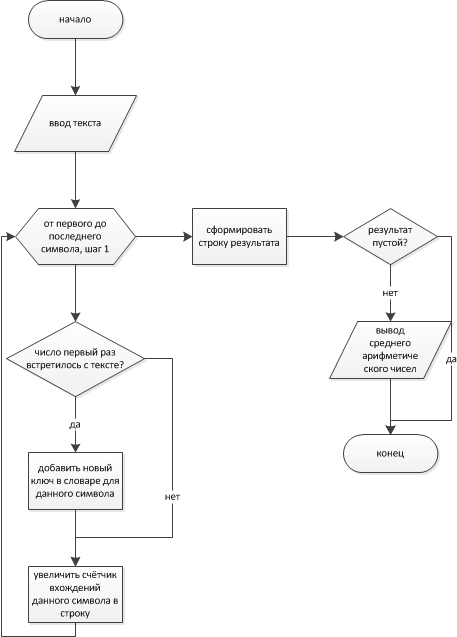 начало
ввод текста
от первого до
последнего
символа, шаг 1
сформировать
строку результата
результат
пустой?
нет
вывод
среднего
арифметиче
ского чисел
да
конец
число первый раз
встретилось с тексте?
да
добавить новый
ключ в словаре для
данного символа
нет
увеличить счётчик
вхождений
данного символа в
строку